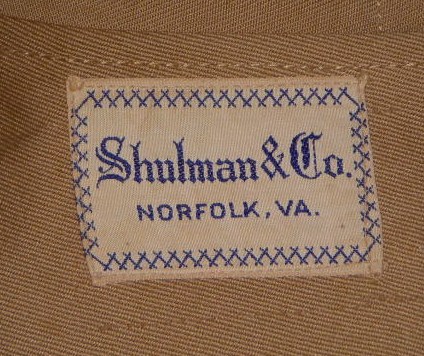 Shulman & Co.
NORFOLK, VA.